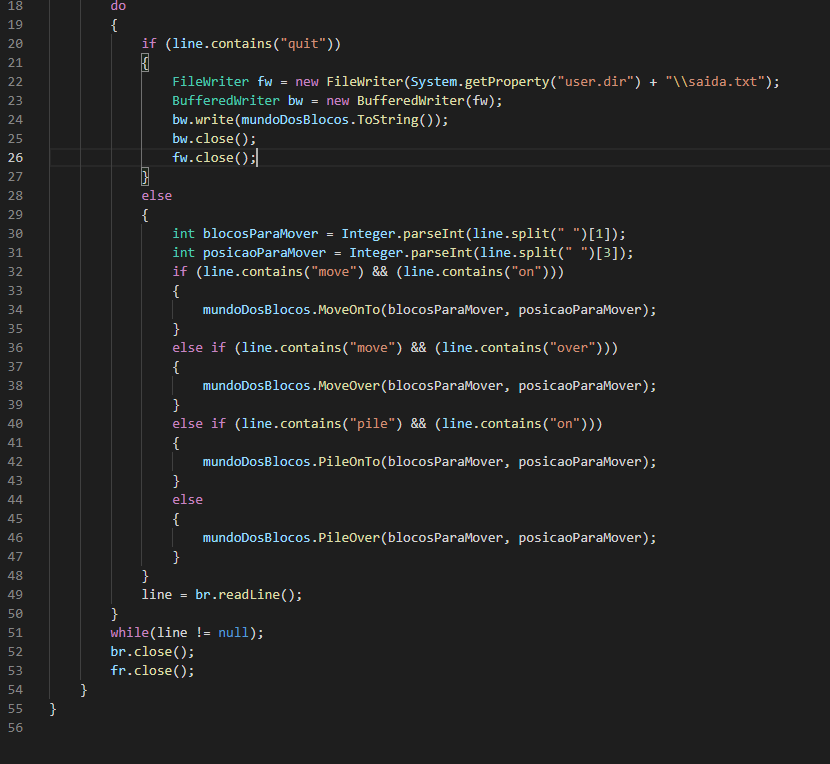 18 do
19 {
20 if (line.contains("quit"))
21 {
22 FileWriter fw = new FileWriter(System.getProperty("user.dir") + "\\saida.txt");
23 BufferedWriter bw = new BufferedWriter(fw);
24 bw.write(mundoDosBlocos.ToString());
25 bw.close();
26 fw.close();
27 }
28 else
29 {
30 int blocosParaMover = Integer.parseInt(line.split(" ")[1]);
31 int posicaoParaMover = Integer.parseInt(line.split(" ")[3]);
32 if (line.contains("move") && (line.contains("on")))
33 {
34 mundoDosBlocos.MoveOnTo(blocosParaMover, posicaoParaMover);
35 }
36 else if (line.contains("move") && (line.contains("over")))
37 {
38 mundoDosBlocos.MoveOver(blocosParaMover, posicaoParaMover);
39 }
40 else if (line.contains("pile") && (line.contains("on")))
41 {
42 mundoDosBlocos.PileOnTo(blocosParaMover, posicaoParaMover);
43 }
44 else
45 {
46 mundoDosBlocos.PileOver(blocosParaMover, posicaoParaMover);
47 }
48 }
49 line = br.readLine();
50 }
51 while(line != null);
52 br.close();
53 fr.close();
54 }
55 }
56